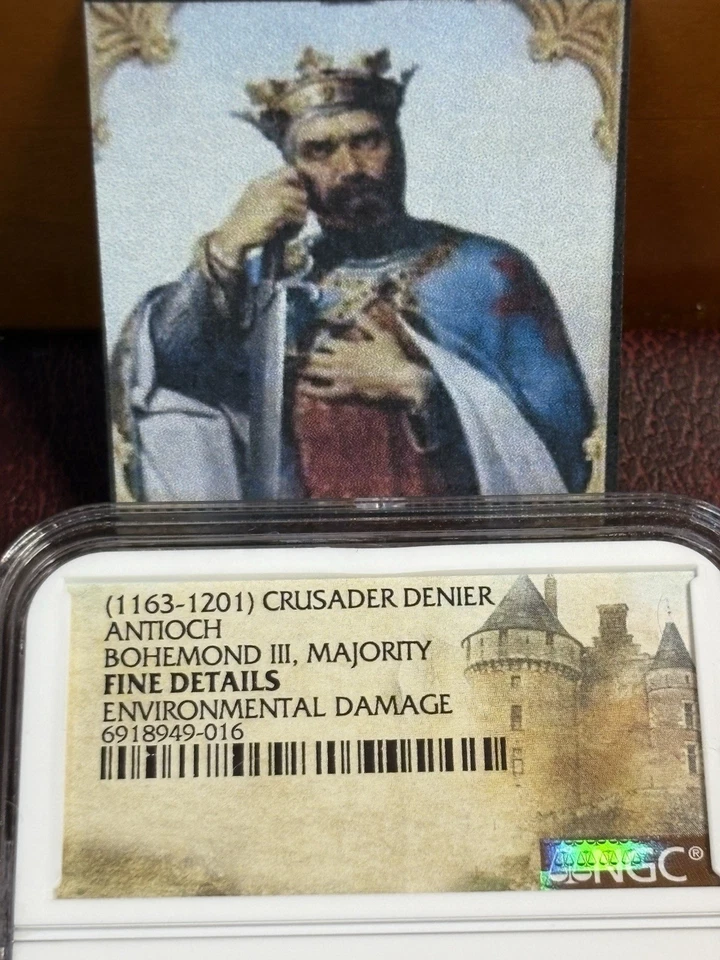 (1163-1201) CRUSADER DENIER
ANTIOCH
BOHEMOND III, MAJORITY
FINE DETAILS
ENVIRONMENTAL DAMAGE
6918949-016
NGC®